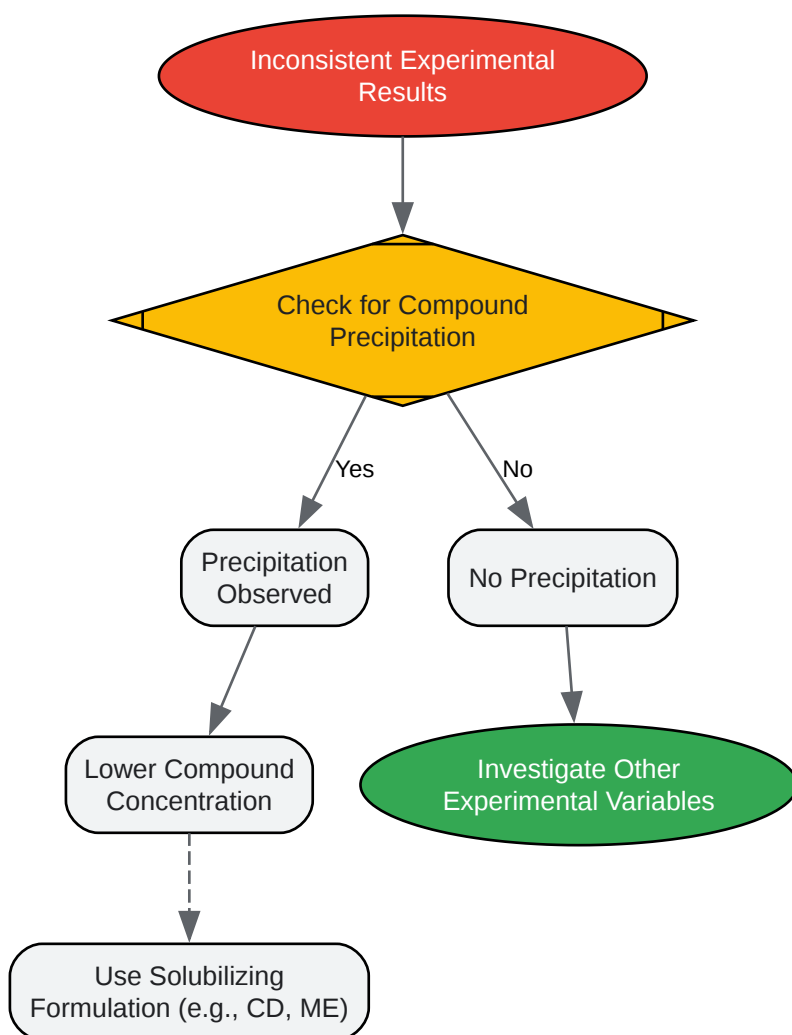 Inconsistent Experimental
Results
Check for Compound
Precipitation
Yes
No
Precipitation
Observed
No Precipitation
Lower Compound
Concentration
Investigate Other
Experimental Variables
Use Solubilizing
Formulation (e.g., CD, ME)